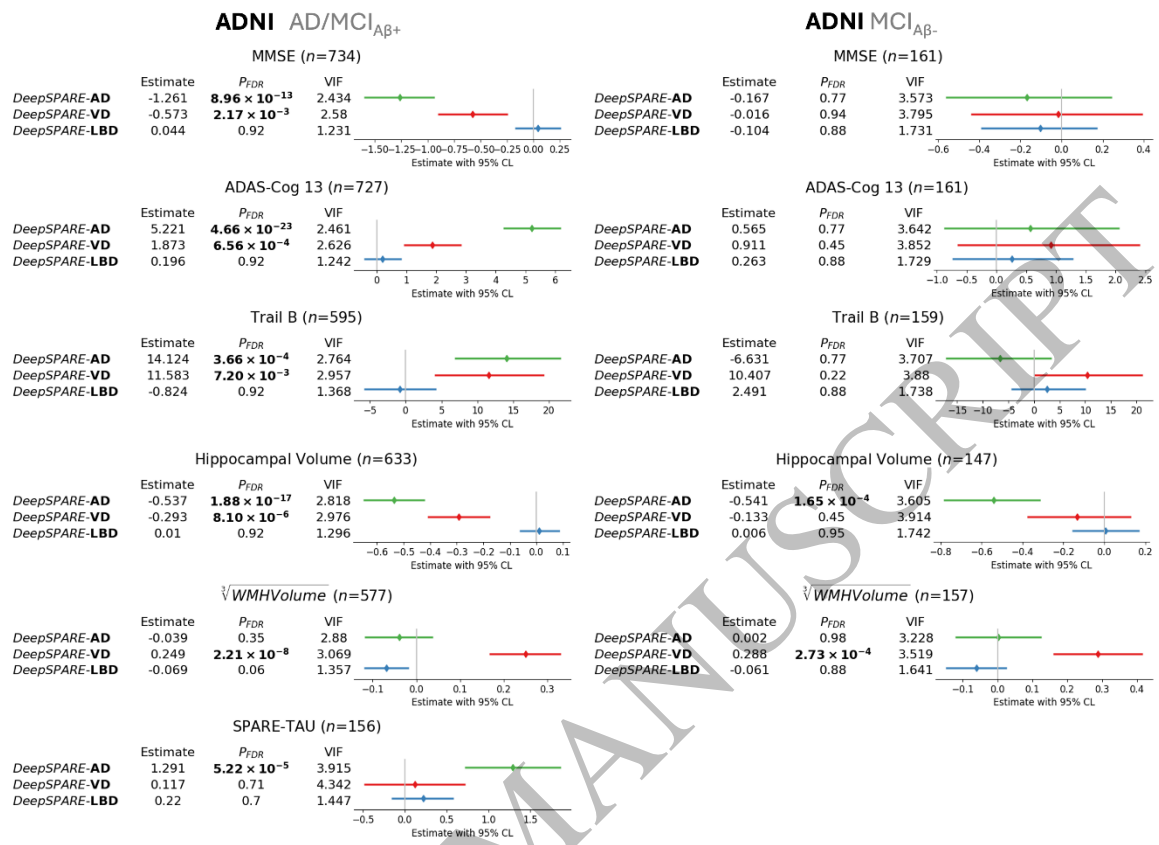 ADNI AD/MCI Aβ+
MMSE (n=734)
Estimate P_FDR VIF
DeepSPARE-AD -1.261 8.96 × 10⁻¹³ 2.434
DeepSPARE-VD -0.573 2.17 × 10⁻³ 2.58
DeepSPARE-LBD 0.044 0.92 1.231
-1.50 -1.25 -1.00 -0.75 -0.50 -0.25 0.00 0.25
Estimate with 95% CL
ADAS-Cog 13 (n=727)
Estimate P_FDR VIF
DeepSPARE-AD 5.221 4.66 × 10⁻²³ 2.461
DeepSPARE-VD 1.873 6.56 × 10⁻⁴ 2.626
DeepSPARE-LBD 0.196 0.92 1.242
0 1 2 3 4 5 6
Estimate with 95% CL
Trail B (n=595)
Estimate P_FDR VIF
DeepSPARE-AD 14.124 3.66 × 10⁻⁴ 2.764
DeepSPARE-VD 11.583 7.20 × 10⁻³ 2.957
DeepSPARE-LBD -0.824 0.92 1.368
-5 0 5 10 15 20
Estimate with 95% CL
Hippocampal Volume (n=633)
Estimate P_FDR VIF
DeepSPARE-AD -0.537 1.88 × 10⁻¹⁷ 2.818
DeepSPARE-VD -0.293 8.10 × 10⁻⁶ 2.976
DeepSPARE-LBD 0.01 0.92 1.296
-0.6 -0.5 -0.4 -0.3 -0.2 -0.1 0.0 0.1
Estimate with 95% CL
∛WMHVolume (n=577)
Estimate P_FDR VIF
DeepSPARE-AD -0.039 0.35 2.88
DeepSPARE-VD 0.249 2.21 × 10⁻⁸ 3.069
DeepSPARE-LBD -0.069 0.06 1.357
-0.1 0.0 0.1 0.2 0.3
Estimate with 95% CL
SPARE-TAU (n=156)
Estimate P_FDR VIF
DeepSPARE-AD 1.291 5.22 × 10⁻⁵ 3.915
DeepSPARE-VD 0.117 0.71 4.342
DeepSPARE-LBD 0.22 0.7 1.447
-0.5 0.0 0.5 1.0 1.5
Estimate with 95% CL
ADNI MCI Aβ-
MMSE (n=161)
Estimate P_FDR VIF
DeepSPARE-AD -0.167 0.77 3.573
DeepSPARE-VD -0.016 0.94 3.795
DeepSPARE-LBD -0.104 0.88 1.731
-0.6 -0.4 -0.2 0.0 0.2 0.4
Estimate with 95% CL
ADAS-Cog 13 (n=161)
Estimate P_FDR VIF
DeepSPARE-AD 0.565 0.77 3.642
DeepSPARE-VD 0.911 0.45 3.852
DeepSPARE-LBD 0.263 0.88 1.729
-1.0 -0.5 0.0 0.5 1.0 1.5 2.0 2.5
Estimate with 95% CL
Trail B (n=159)
Estimate P_FDR VIF
DeepSPARE-AD -6.631 0.77 3.707
DeepSPARE-VD 10.407 0.22 3.88
DeepSPARE-LBD 2.491 0.88 1.738
-15 -10 -5 0 5 10 15 20
Estimate with 95% CL
Hippocampal Volume (n=147)
Estimate P_FDR VIF
DeepSPARE-AD -0.541 1.65 × 10⁻⁴ 3.605
DeepSPARE-VD -0.133 0.45 3.914
DeepSPARE-LBD 0.006 0.95 1.742
-0.8 -0.6 -0.4 -0.2 0.0 0.2
Estimate with 95% CL
∛WMHVolume (n=157)
Estimate P_FDR VIF
DeepSPARE-AD 0.002 0.98 3.228
DeepSPARE-VD 0.288 2.73 × 10⁻⁴ 3.519
DeepSPARE-LBD -0.061 0.88 1.641
-0.1 0.0 0.1 0.2 0.3 0.4
Estimate with 95% CL
MANUSCRIPT